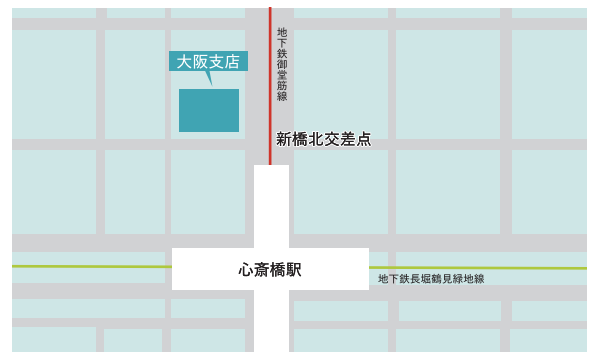 大阪支店
地下鉄御堂筋線
新橋北交差点
心斎橋駅
地下鉄長堀鶴見緑地線